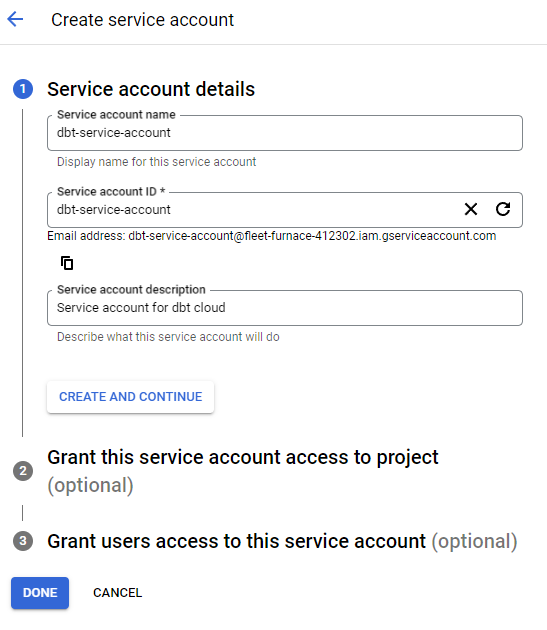 Create service account
1
Service account details
Service account name
dbt-service-account
Display name for this service account
Service account ID *
dbt-service-account
Email address: dbt-service-account@fleet-furnace-412302.iam.gserviceaccount.com
Service account description
Service account for dbt cloud
Describe what this service account will do
CREATE AND CONTINUE
2
Grant this service account access to project
(optional)
3
Grant users access to this service account (optional)
DONE
CANCEL